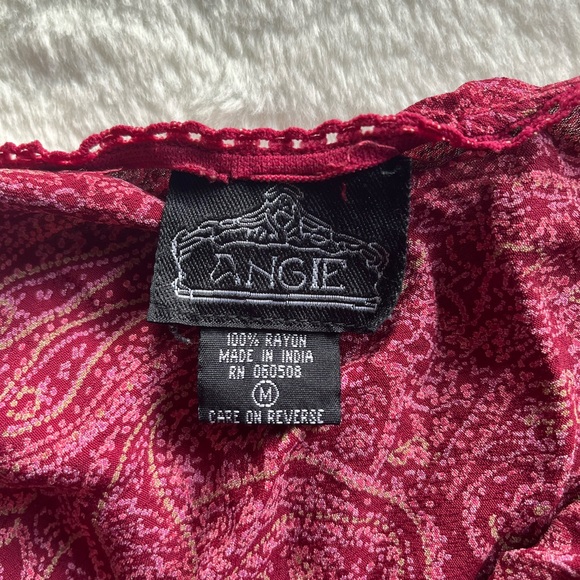 ANGIE
100% RAYON
MADE IN INDIA
RN 060508
M
CARE ON REVERSE